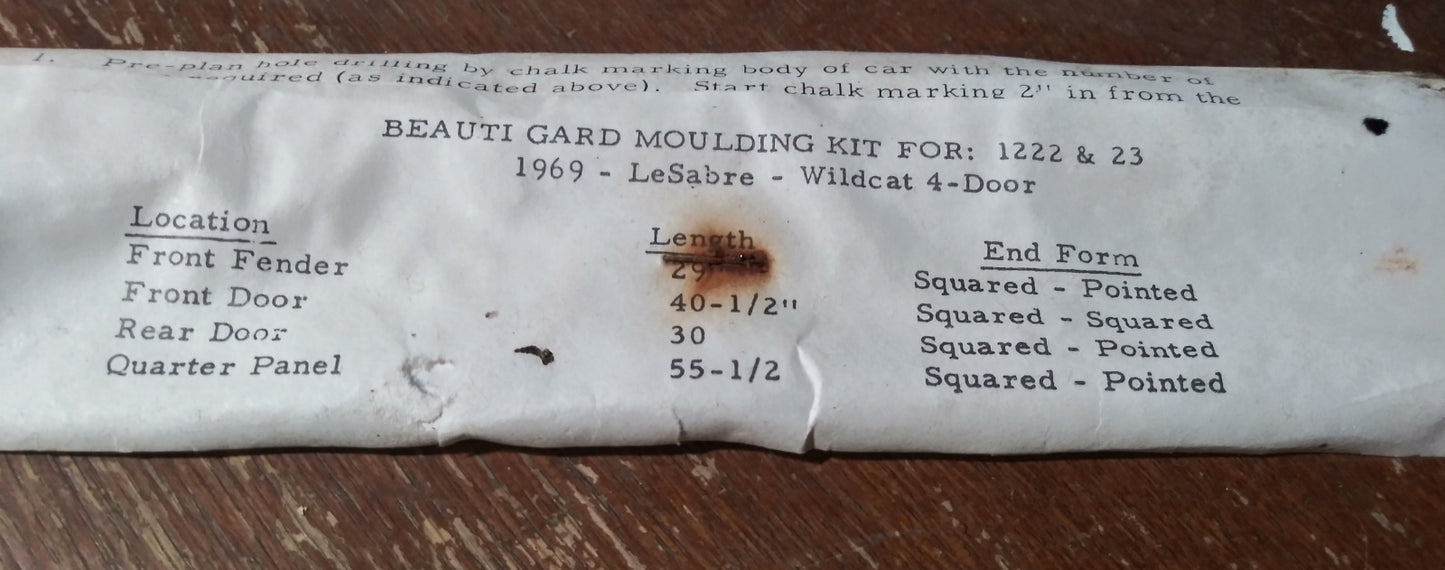 1. Pre-plan hole drilling by chalk marking body of car with the number of
required (as indicated above). Start chalk marking 2" in from the
BEAUTI GARD MOULDING KIT FOR: 1222 & 23
1969 - LeSabre - Wildcat 4-Door
Location Length End Form
Front Fender 29 Squared - Pointed
Front Door 40-1/2" Squared - Squared
Rear Door 30 Squared - Pointed
Quarter Panel 55-1/2 Squared - Pointed